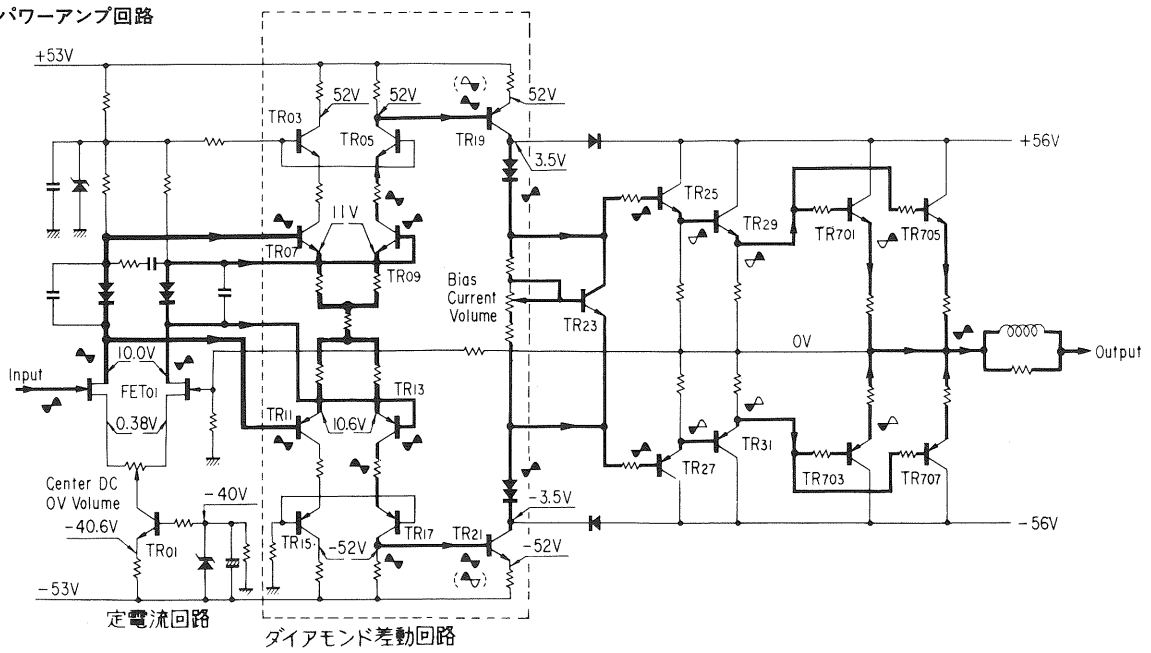 パワーアンプ回路
+53V
52V
52V
52V
TR03
TR05
TR19
+56V
3.5V
11V
TR07
TR09
TR25
TR29
TR701
TR705
Bias
Current
Volume
TR23
0V
Output
Input
10.0V
FET01
0.38V
TR11
10.6V
TR13
TR27
TR31
TR703
TR707
Center DC
0V Volume
-40V
-40.6V
TR01
TR15
-52V
TR17
TR21
-3.5V
-52V
-56V
-53V
定電流回路
ダイアモンド差動回路